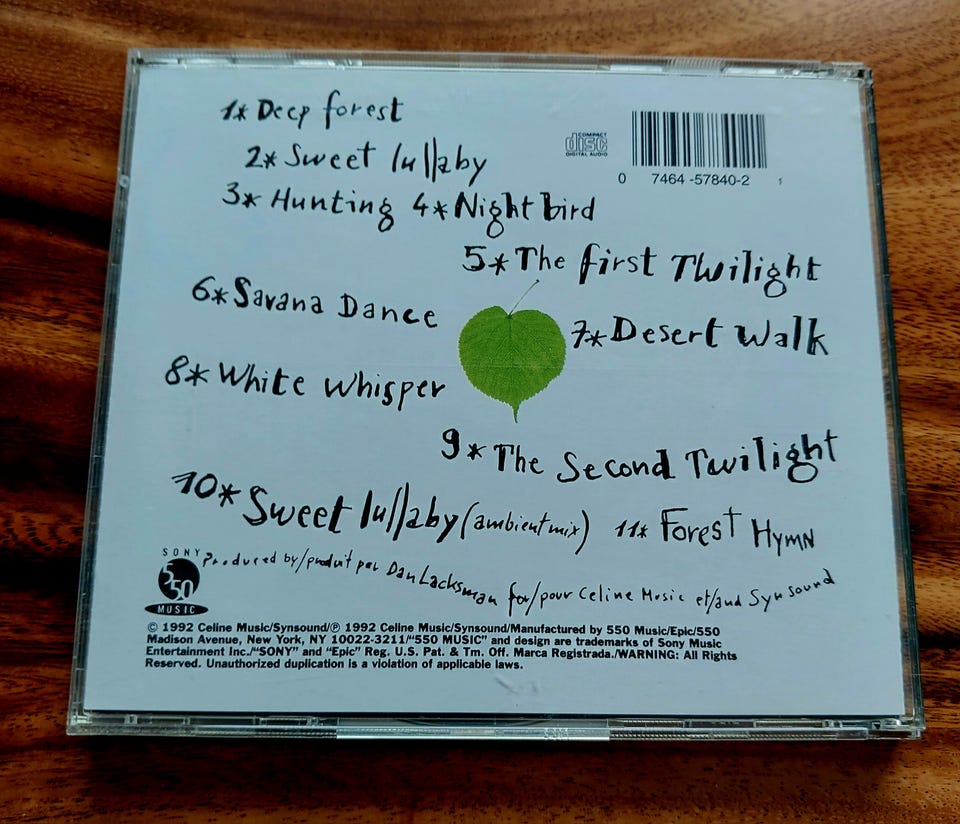 1* Deep forest
COMPACT
disc
DIGITAL AUDIO
2* Sweet lullaby
0 7464-57840-2
3* Hunting 4* Night bird
5* The first Twilight
6* Savana Dance
7* Desert Walk
8* White Whisper
9* The Second Twilight
10* Sweet lullaby (ambient mix) 11* Forest HYMN
SONY
550
MUSIC
Produced by/produit par Dan Lacksman for/pour Celine Music et/and Synsound
© 1992 Celine Music/Synsound/℗ 1992 Celine Music/Synsound/Manufactured by 550 Music/Epic/550
Madison Avenue, New York, NY 10022-3211/"550 MUSIC" and design are trademarks of Sony Music
Entertainment Inc./"SONY" and "Epic" Reg. U.S. Pat. & Tm. Off. Marca Registrada./WARNING: All Rights
Reserved. Unauthorized duplication is a violation of applicable laws.